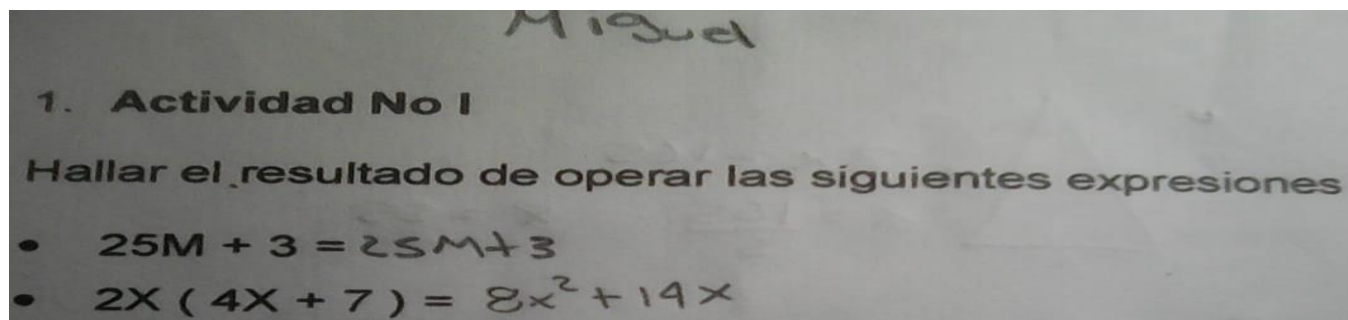 Miguel
1. Actividad No I
Hallar el resultado de operar las siguientes expresiones
• 25M + 3 = 25M+3
• 2X ( 4X + 7 ) = 8x² + 14x